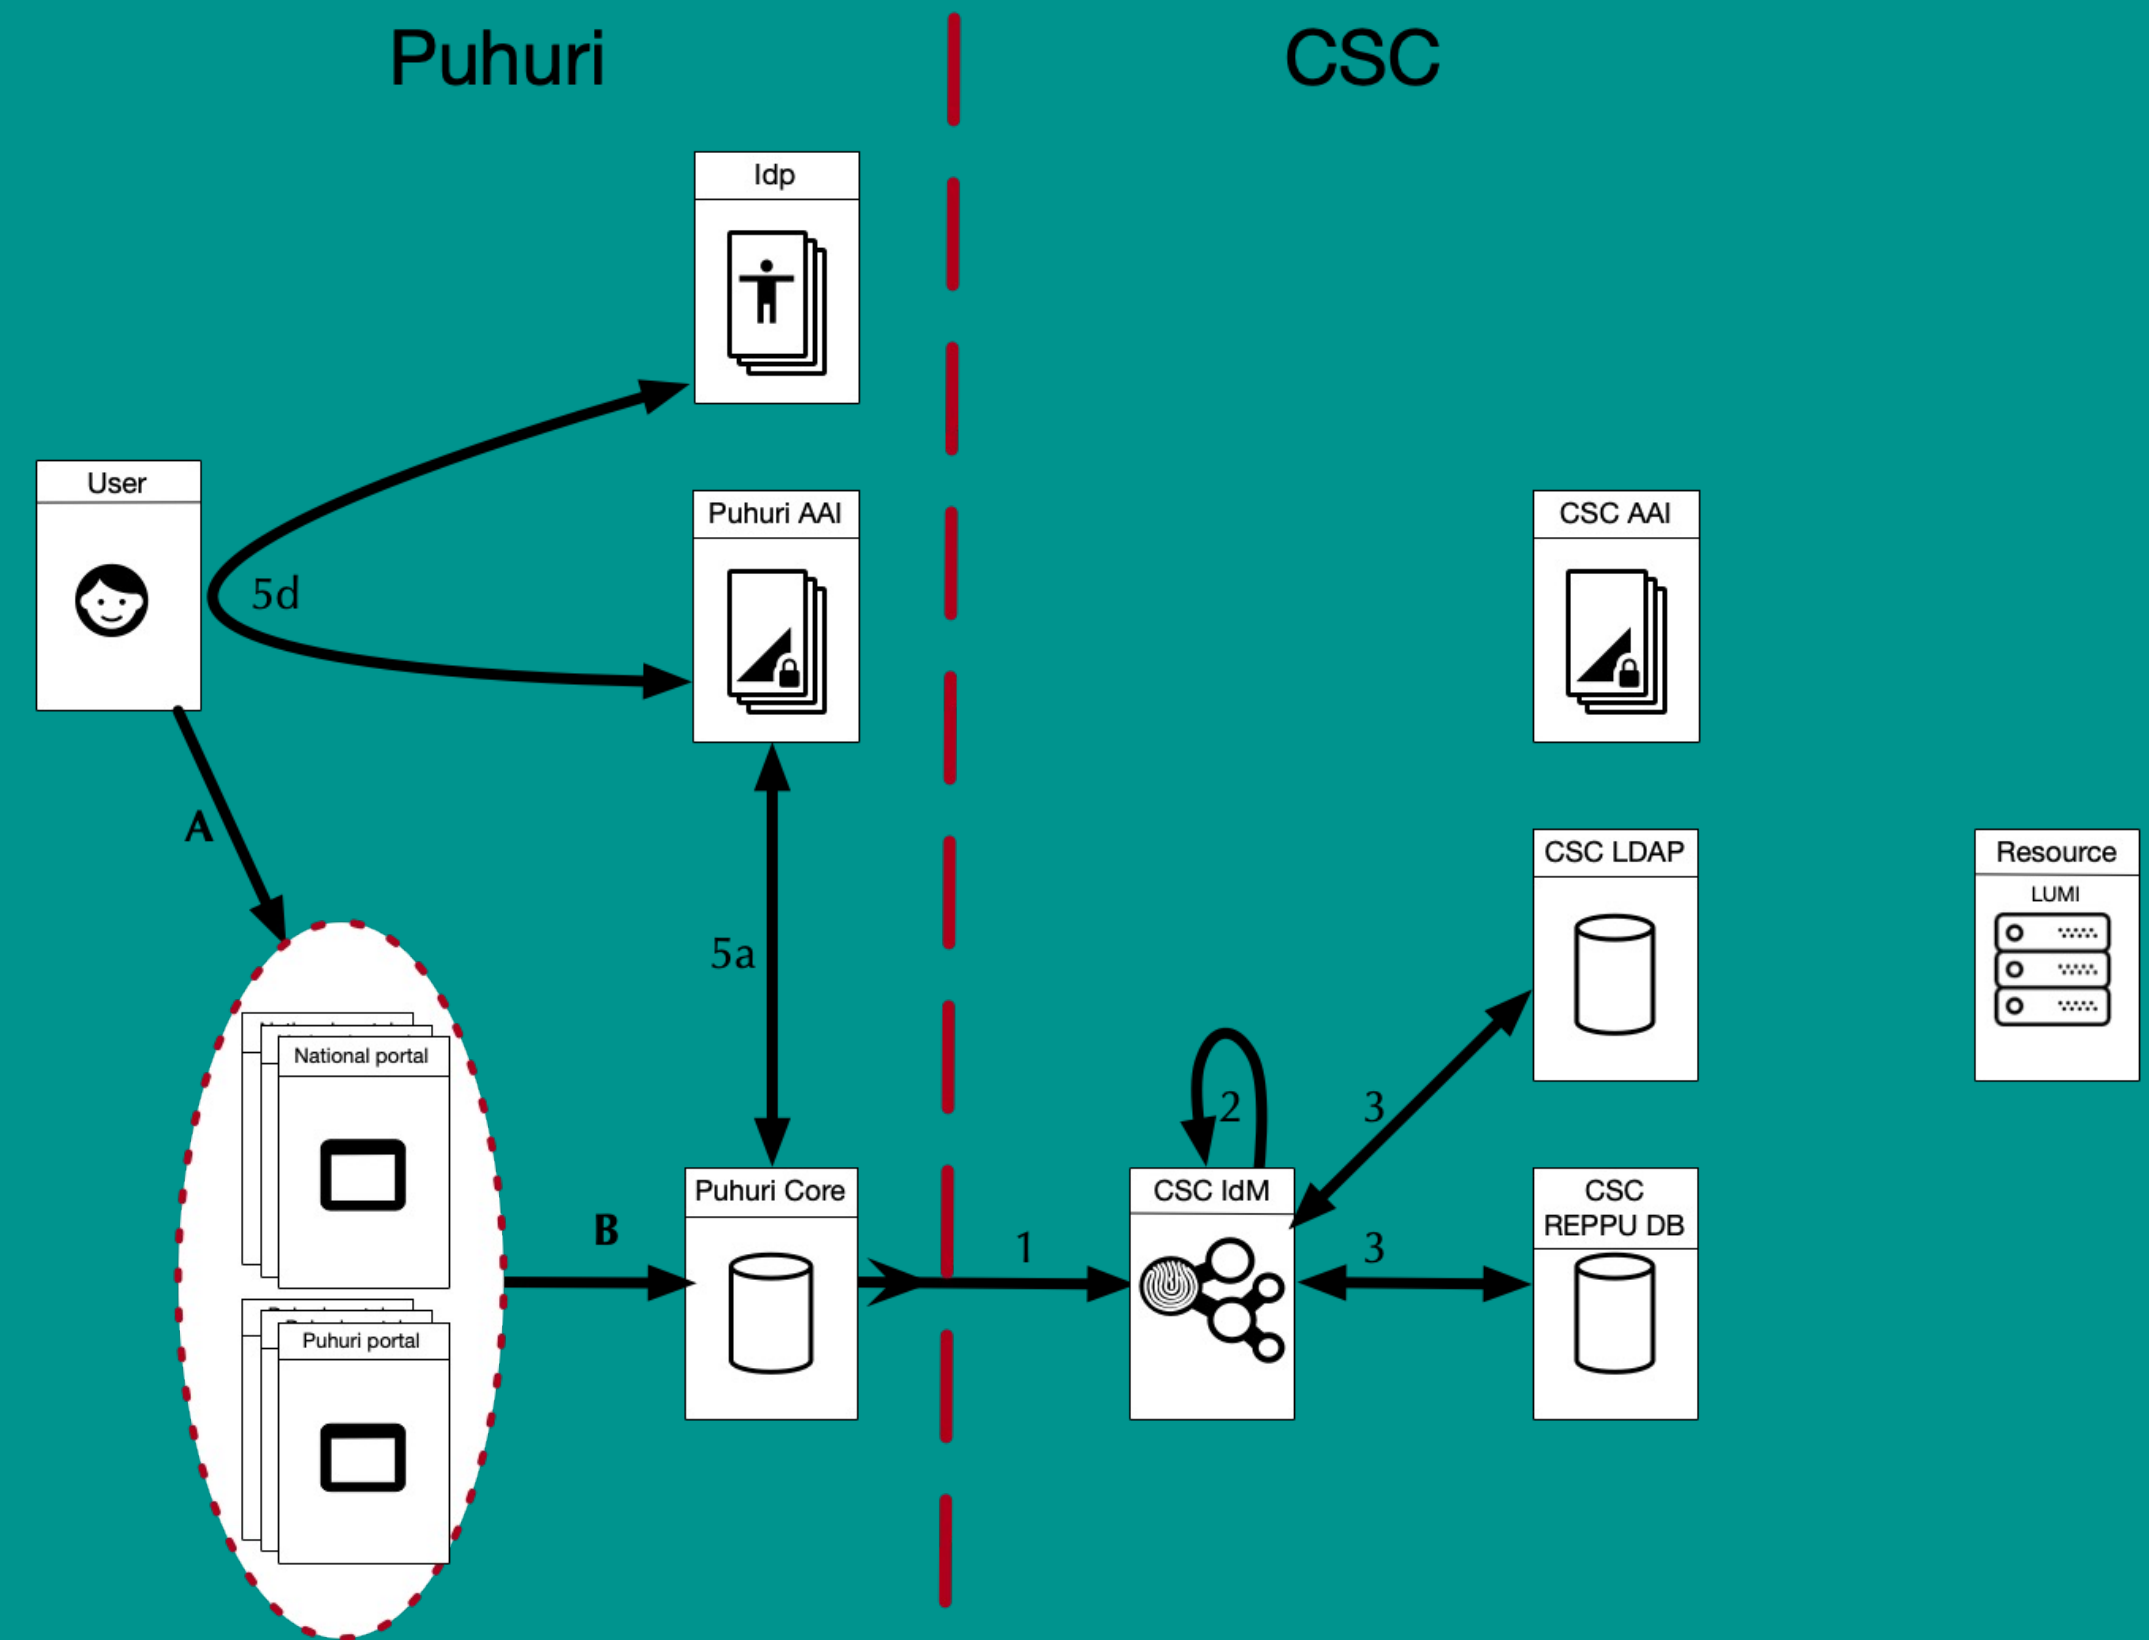 Puhuri
CSC
Idp
User
Puhuri AAI
CSC AAI
5d
A
CSC LDAP
Resource
LUMI
5a
National portal
2
3
Puhuri Core
CSC IdM
CSC
REPPU DB
B
1
3
Puhuri portal